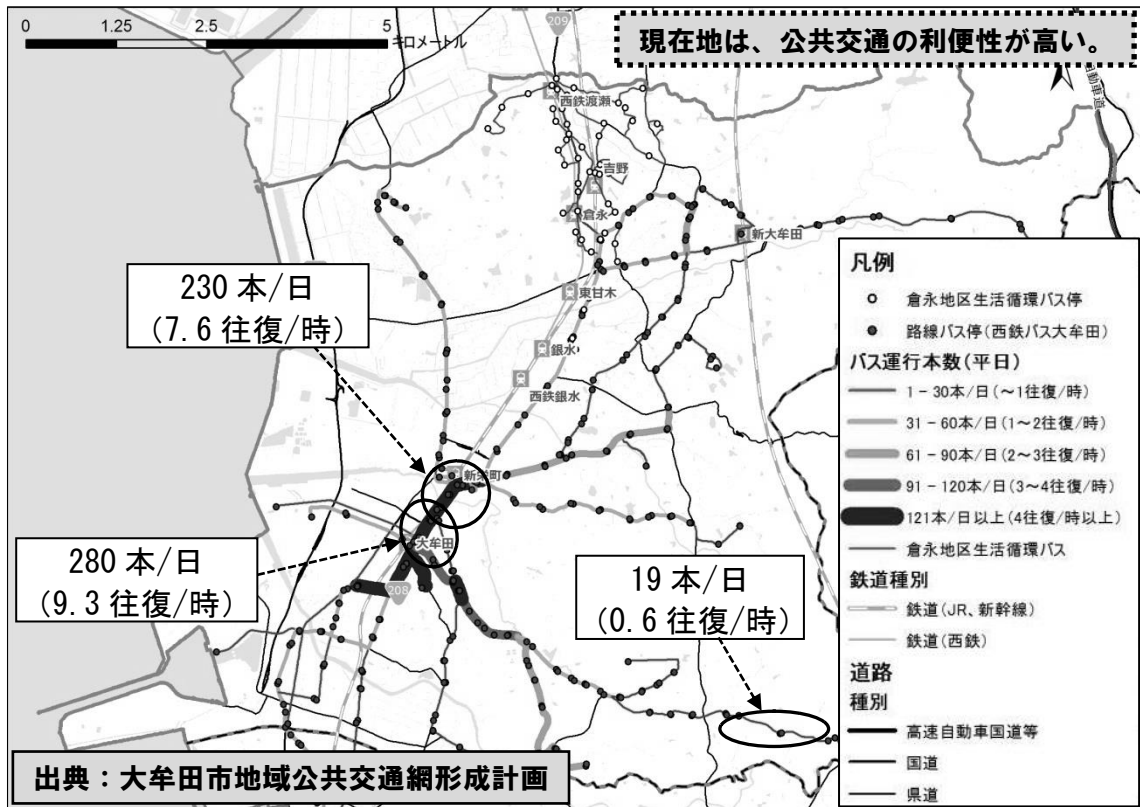 0 1.25 2.5 5
キロメートル
209
現在地は、公共交通の利便性が高い。
自動車道
西鉄渡瀬
吉野
倉永
新大牟田
東甘木
銀水
西鉄銀水
新栄町
大牟田
208
230 本/日
(7.6 往復/時)
280 本/日
(9.3 往復/時)
19 本/日
(0.6 往復/時)
凡例
倉永地区生活循環バス停
路線バス停(西鉄バス大牟田)
バス運行本数(平日)
1－30本/日(～1往復/時)
31－60本/日(1～2往復/時)
61－90本/日(2～3往復/時)
91－120本/日(3～4往復/時)
121本/日以上(4往復/時以上)
倉永地区生活循環バス
鉄道種別
鉄道(JR、新幹線)
鉄道(西鉄)
道路
種別
高速自動車国道等
国道
県道
出典：大牟田市地域公共交通網形成計画